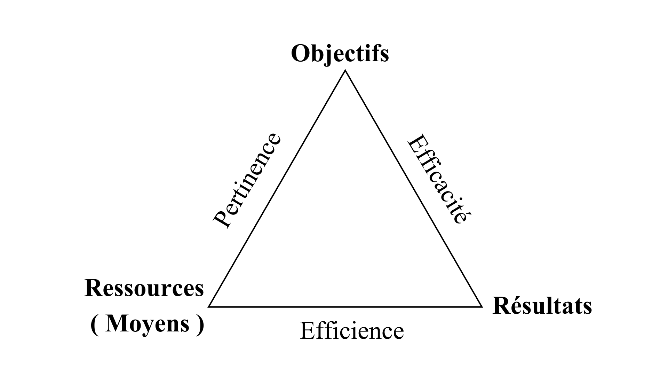 Objectifs
Pertinence
Efficacité
Ressources
( Moyens )
Résultats
Efficience